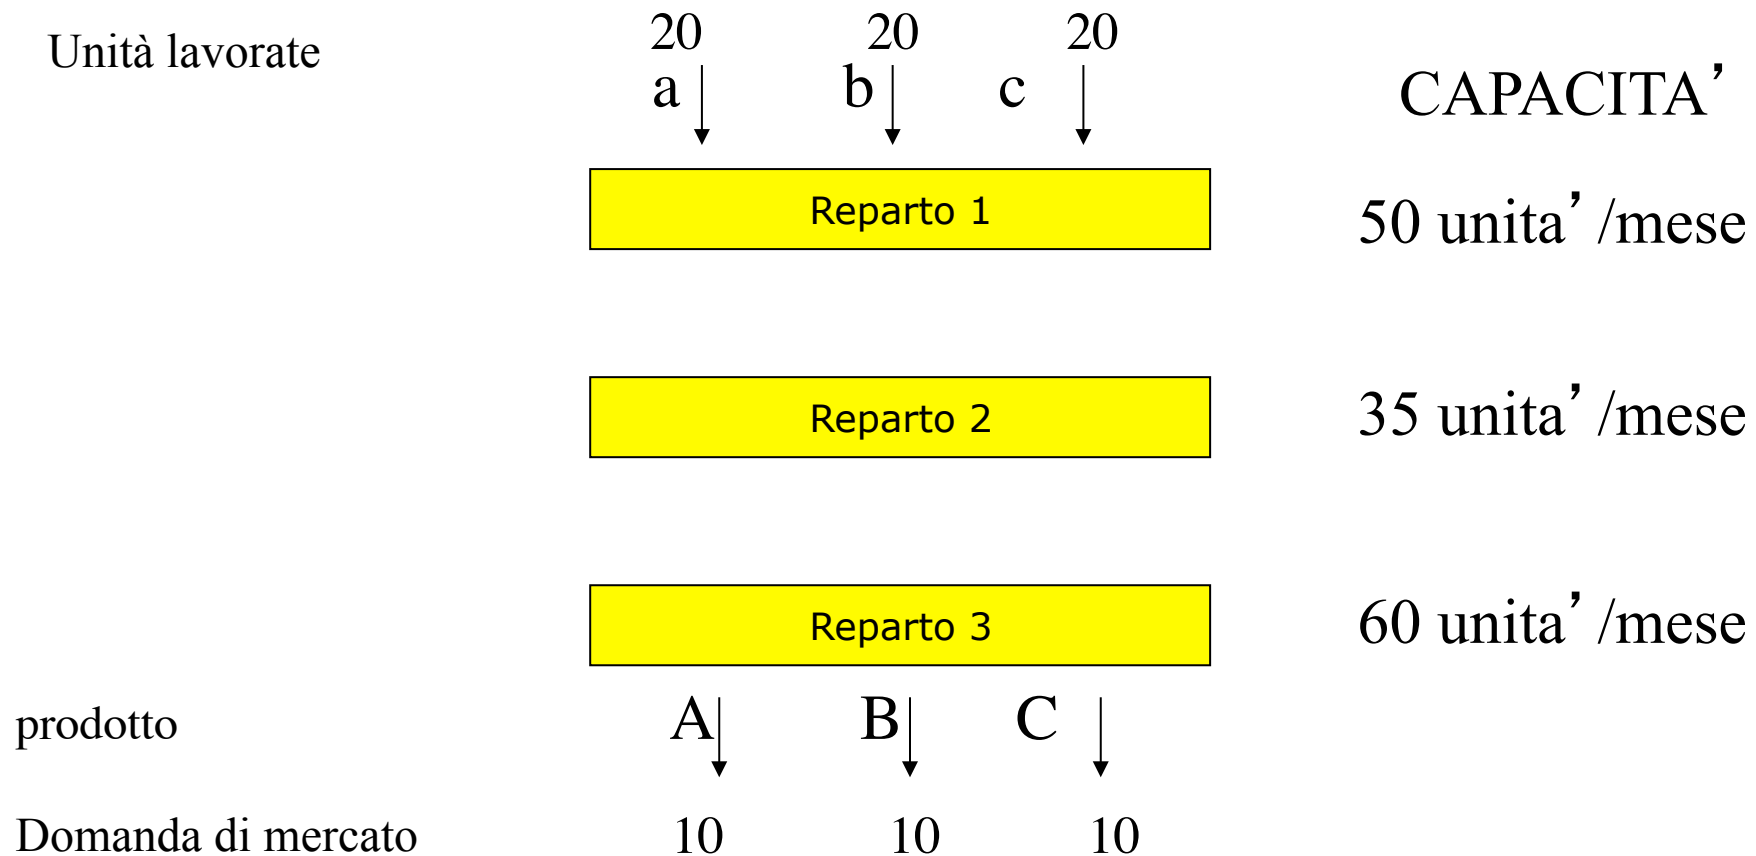 Unità lavorate 20 20 20
a b c
CAPACITA’
Reparto 1 50 unita’ /mese
Reparto 2 35 unita’ /mese
Reparto 3 60 unita’ /mese
prodotto A B C
Domanda di mercato 10 10 10